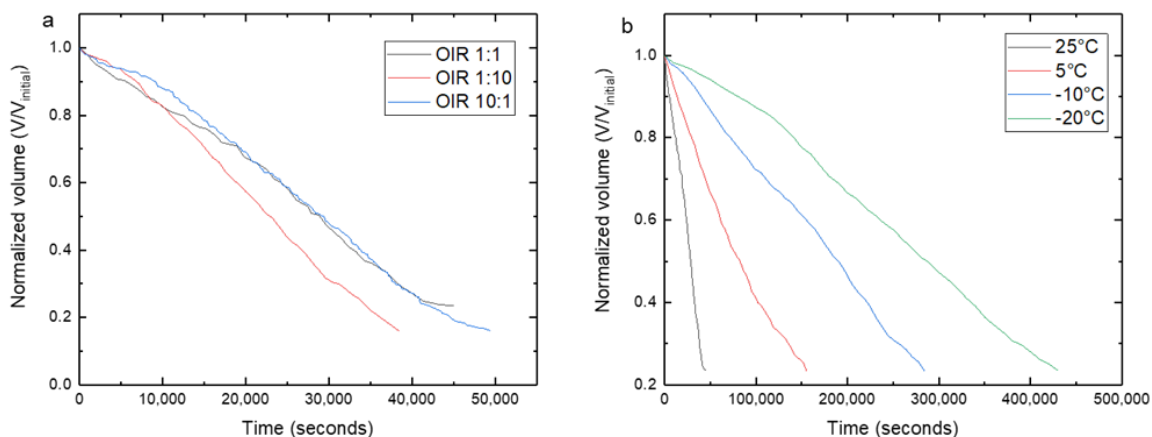 a
OIR 1:1
OIR 1:10
OIR 10:1
Normalized volume (V/Vinitial)
1.0
0.8
0.6
0.4
0.2
0.0
0 10,000 20,000 30,000 40,000 50,000
Time (seconds)
b
25°C
5°C
-10°C
-20°C
Normalized volume (V/Vinitial)
1.0
0.8
0.6
0.4
0.2
0 100,000 200,000 300,000 400,000 500,000
Time (seconds)